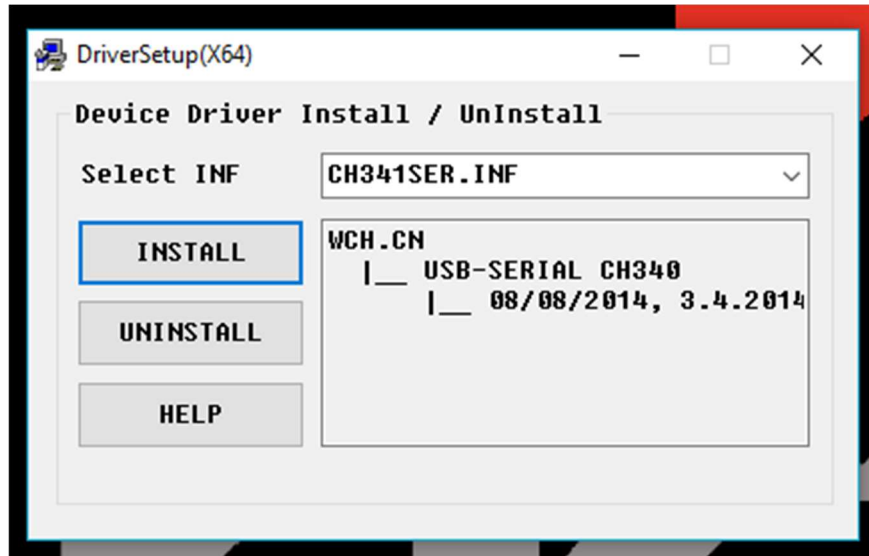 DriverSetup(X64)
Device Driver Install / UnInstall
Select INF
CH341SER.INF
INSTALL
UNINSTALL
HELP
WCH.CN
|__ USB-SERIAL CH340
|__ 08/08/2014, 3.4.2014